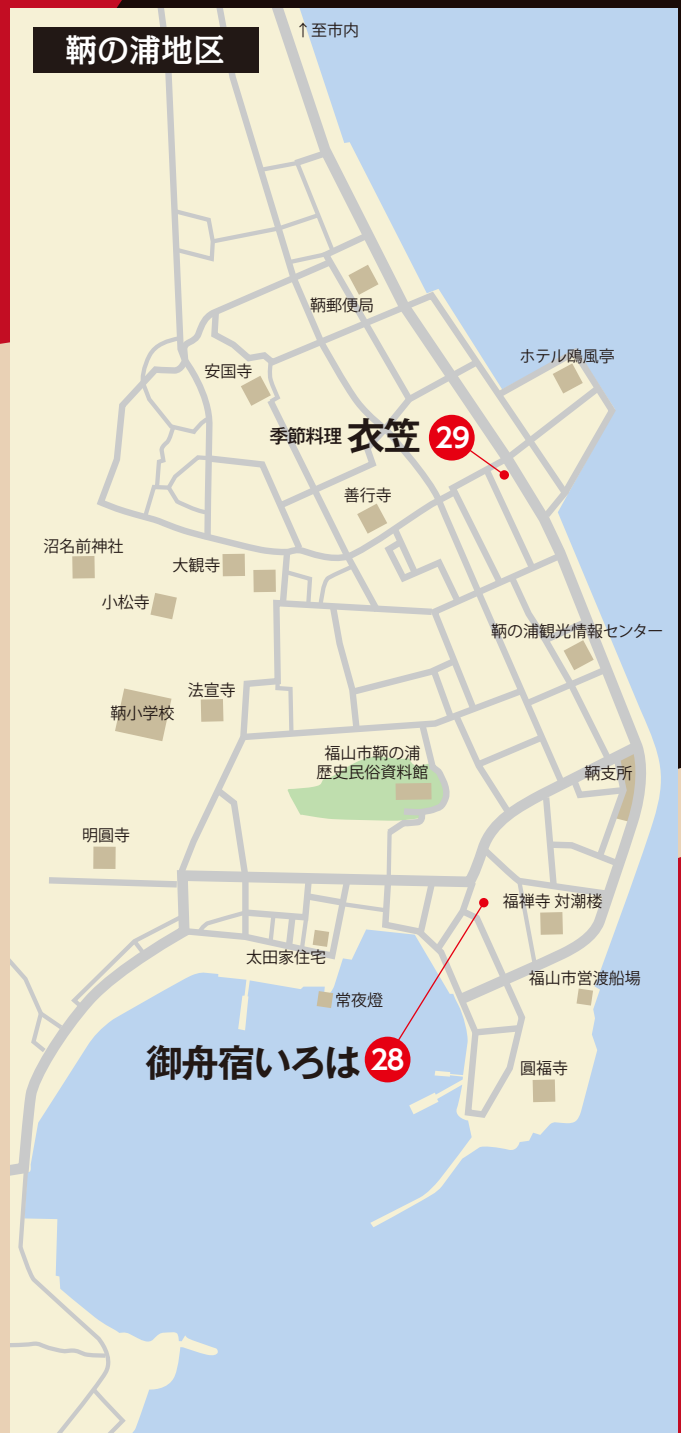 鞆の浦地区
↑至市内
鞆郵便局
ホテル鴎風亭
安国寺
季節料理 衣笠 29
善行寺
沼名前神社
大観寺
小松寺
鞆の浦観光情報センター
法宣寺
鞆小学校
福山市鞆の浦
歴史民俗資料館
鞆支所
明圓寺
福禅寺 対潮楼
太田家住宅
福山市営渡船場
常夜燈
御舟宿いろは 28
圓福寺